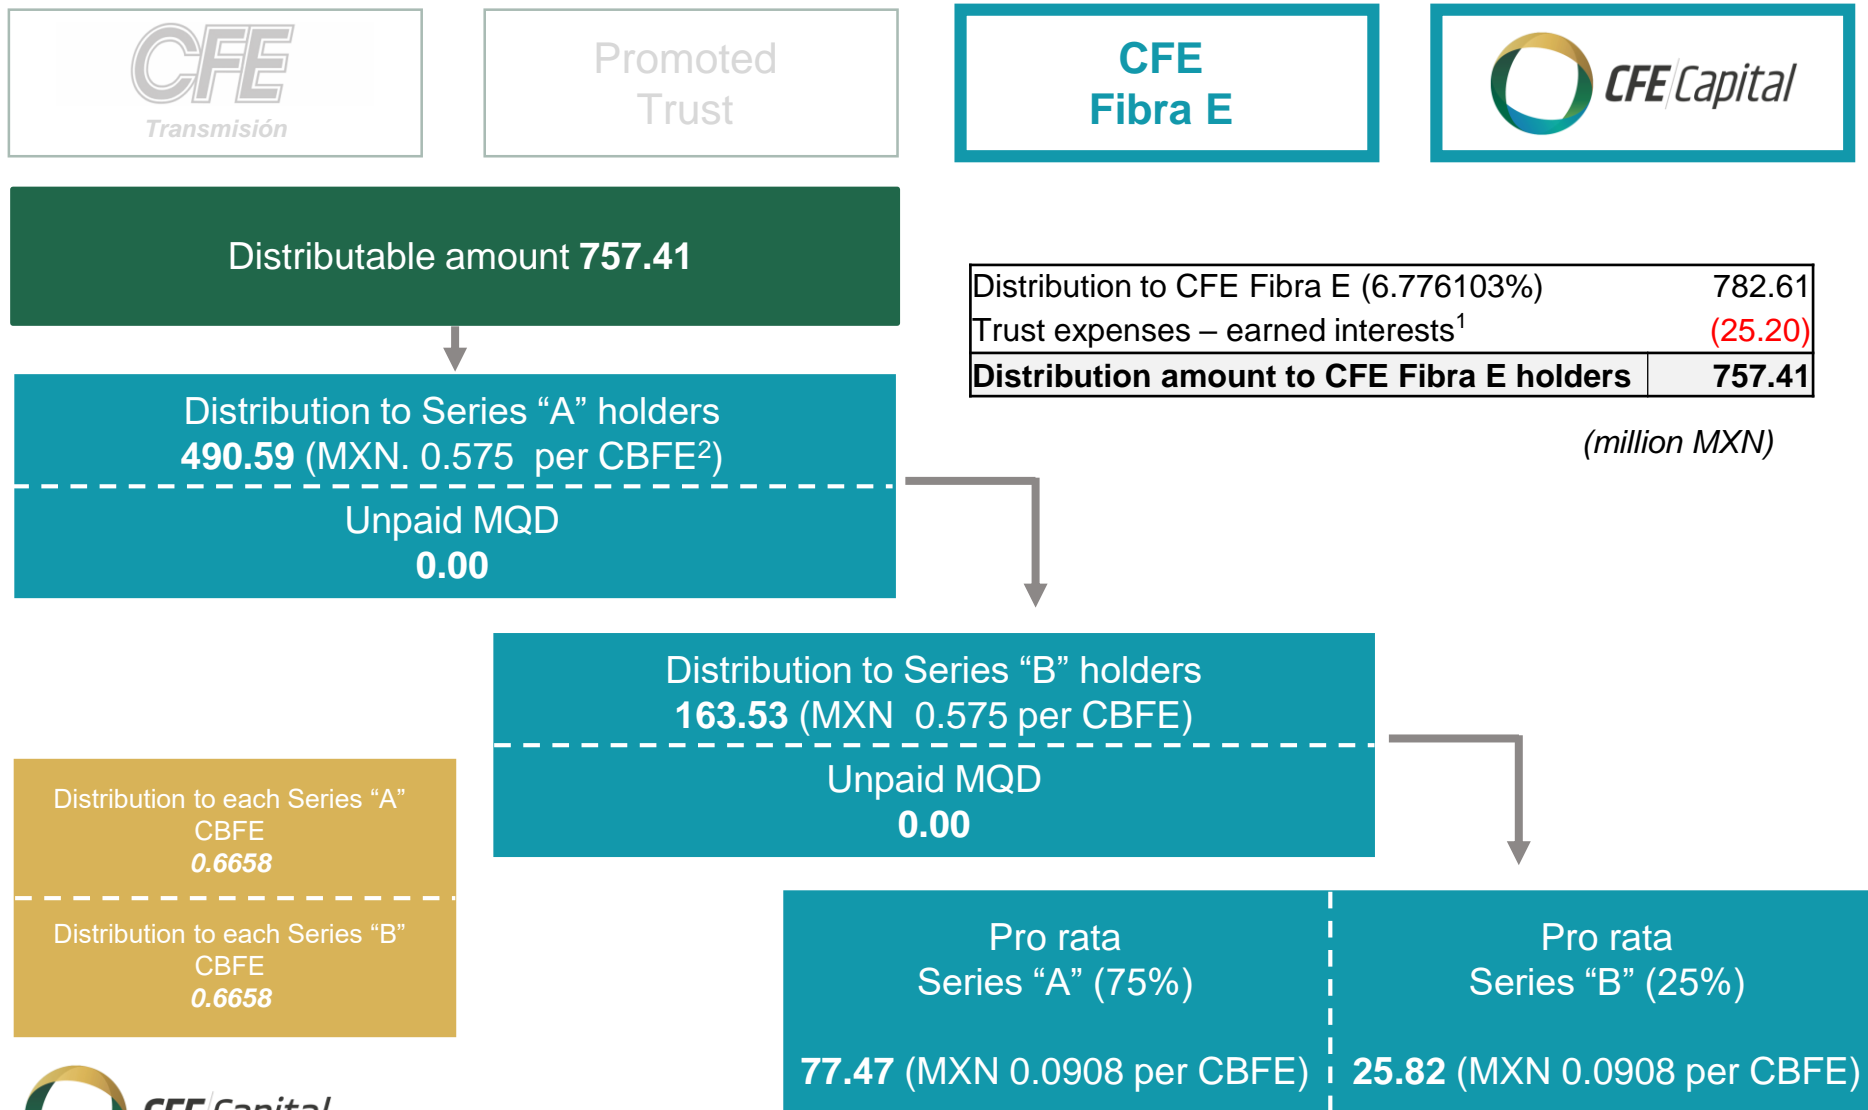 CFE
Transmisión
Promoted
Trust
CFE
Fibra E
CFE Capital
Distributable amount 757.41
Distribution to CFE Fibra E (6.776103%) 782.61
Trust expenses – earned interests1 (25.20)
Distribution amount to CFE Fibra E holders 757.41
(million MXN)
Distribution to Series “A” holders
490.59 (MXN. 0.575 per CBFE2)
Unpaid MQD
0.00
Distribution to Series “B” holders
163.53 (MXN 0.575 per CBFE)
Unpaid MQD
0.00
Distribution to each Series “A”
CBFE
0.6658
Distribution to each Series “B”
CBFE
0.6658
Pro rata
Series “A” (75%)
77.47 (MXN 0.0908 per CBFE)
Pro rata
Series “B” (25%)
25.82 (MXN 0.0908 per CBFE)
CFE Capital